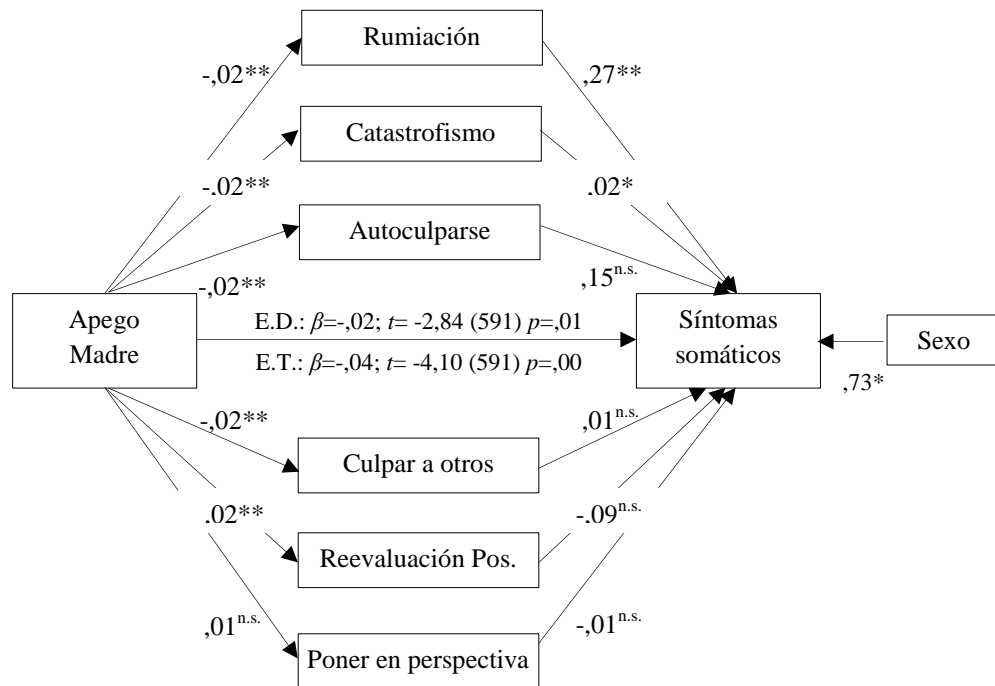 Rumiación
-,02**
,27**
Catastrofismo
-,02**
,02*
Autoculparse
-,02**
,15n.s.
Apego
Madre
E.D.: β=-,02; t= -2,84 (591) p=,01
E.T.: β=-,04; t= -4,10 (591) p=,00
Síntomas
somáticos
Sexo
,73*
-,02**
,01n.s.
Culpar a otros
,02**
-,09n.s.
Reevaluación Pos.
,01n.s.
-,01n.s.
Poner en perspectiva